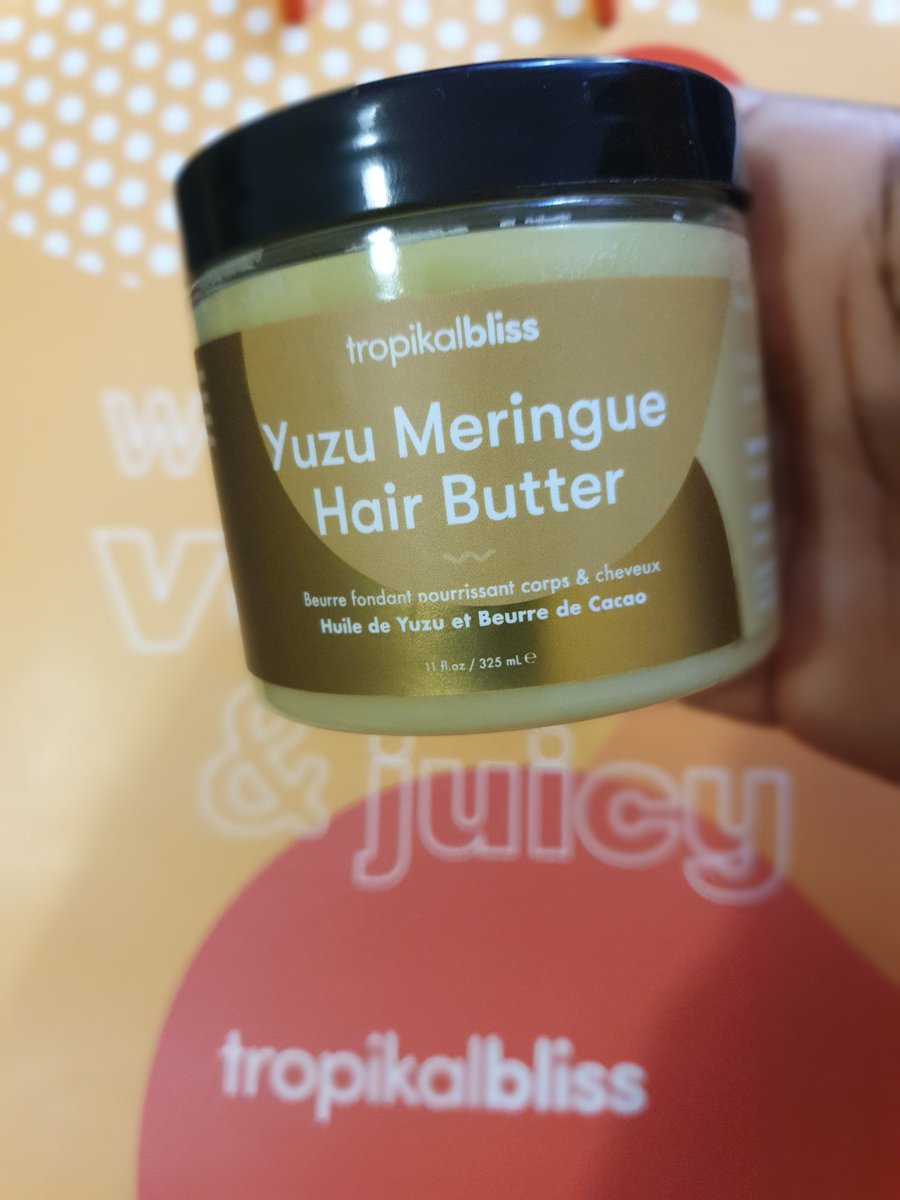 tropikalbliss
Yuzu Meringue
Hair Butter
Beurre fondant nourrissant corps & cheveux
Huile de Yuzu et Beurre de Cacao
11 fl.oz / 325 mL ℮
& juicy
tropikalbliss